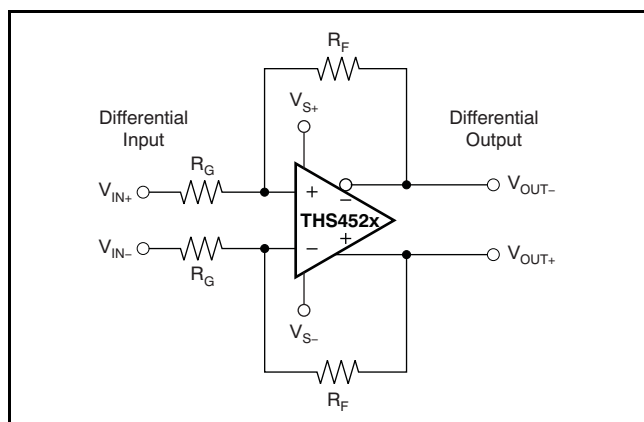 R_F
V_S+
Differential
Input
Differential
Output
R_G
V_IN+
+
−
V_OUT−
THS452x
V_IN−
−
+
V_OUT+
R_G
V_S−
R_F